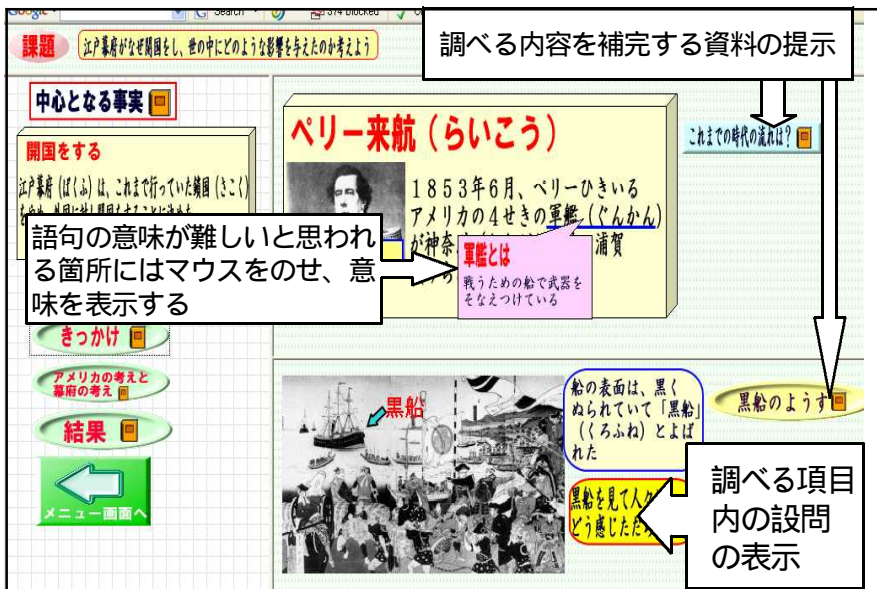 Search
374 blocked
課題
江戸幕府がなぜ開国をし、世の中にどのような影響を与えたのか考えよう
調べる内容を補完する資料の提示
中心となる事実
開国をする
江戸幕府（ばくふ）は、これまで行っていた鎖国（さこく）
ペリー来航（らいこう）
1853年6月、ペリーひきいる
アメリカの4せきの軍艦（ぐんかん）
が神奈
浦賀
これまでの時代の流れは？
語句の意味が難しいと思われ
る箇所にはマウスをのせ、意
味を表示する
軍艦とは
戦うための船で武器を
そなえつけている
きっかけ
アメリカの考えと
幕府の考え
結果
メニュー画面へ
黒船
船の表面は、黒く
ぬられていて「黒船」
（くろふね）とよば
れた
黒船のようす
黒船を見て人々
どう感じただ
調べる項目
内の設問
の表示